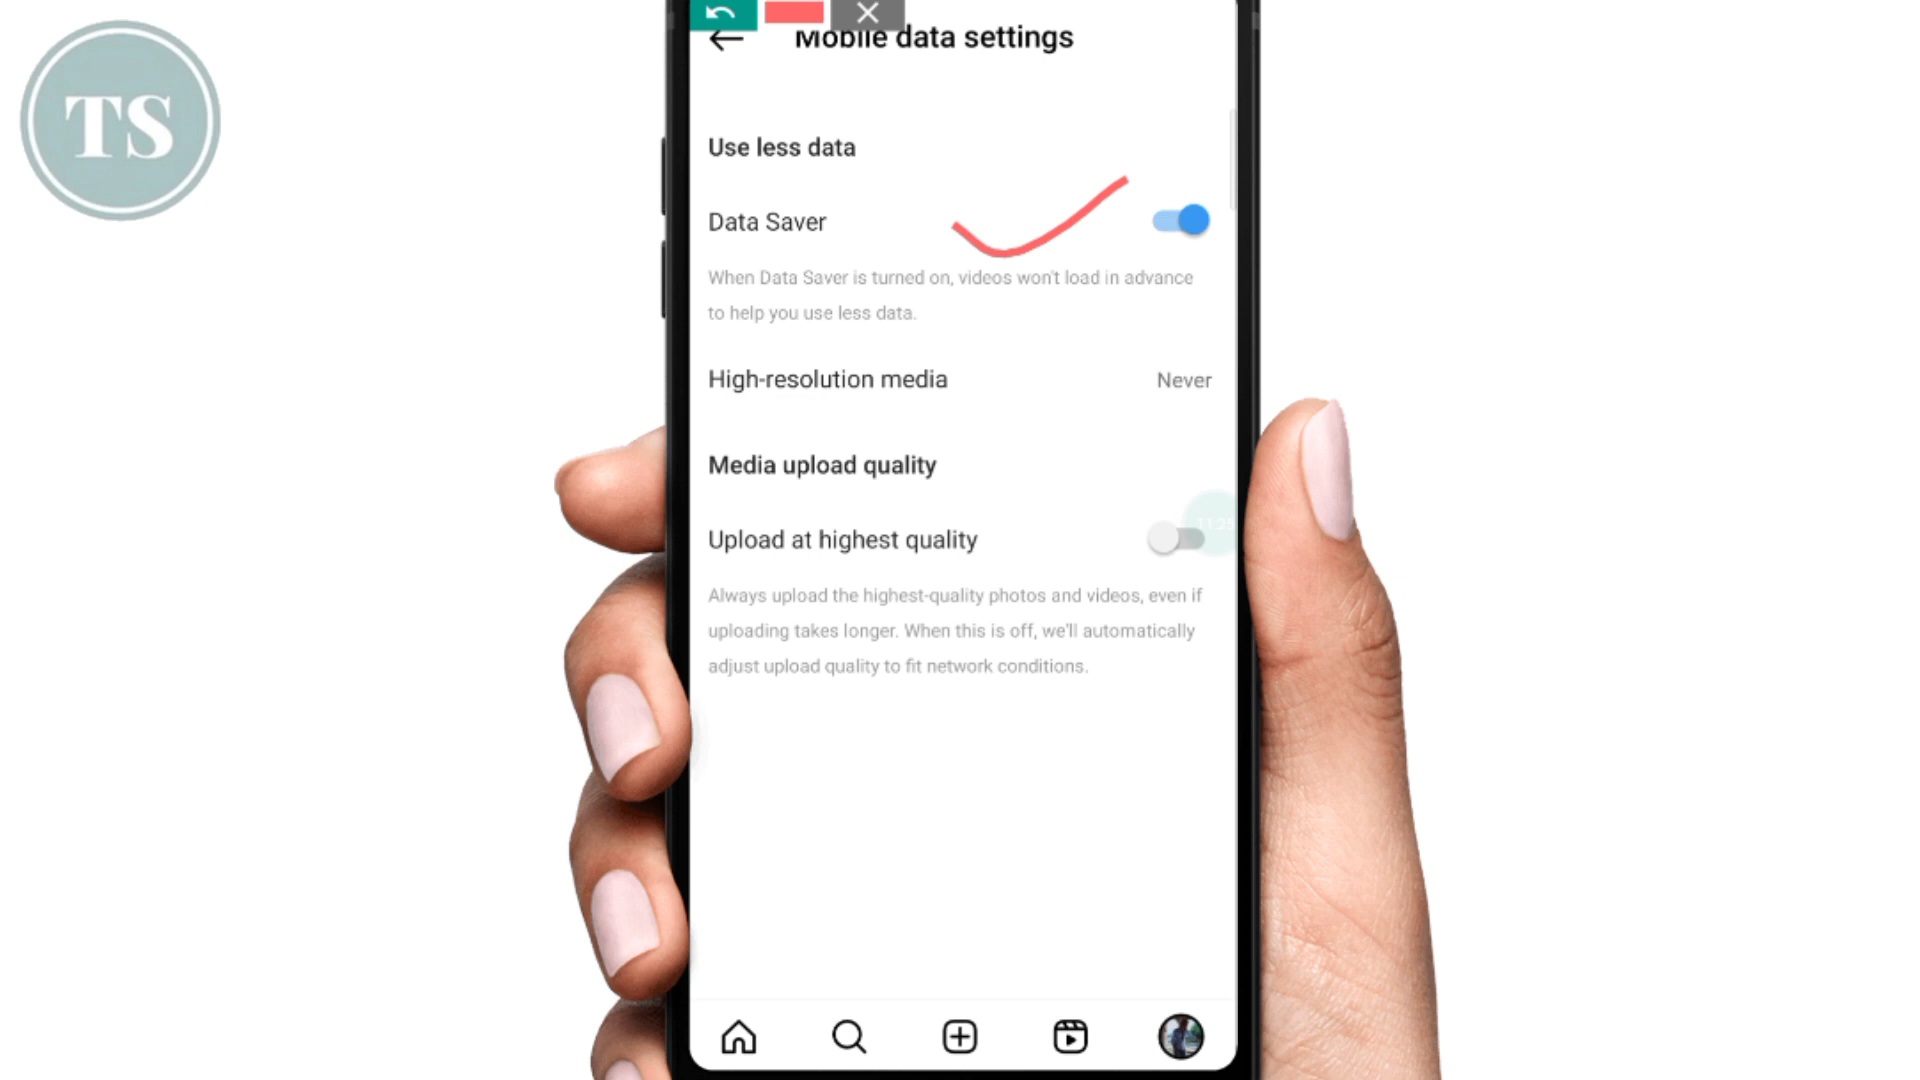 TS
Mobile data settings
Use less data
Data Saver
When Data Saver is turned on, videos won't load in advance
to help you use less data.
High-resolution media
Never
Media upload quality
Upload at highest quality
Always upload the highest-quality photos and videos, even if
uploading takes longer. When this is off, we'll automatically
adjust upload quality to fit network conditions.